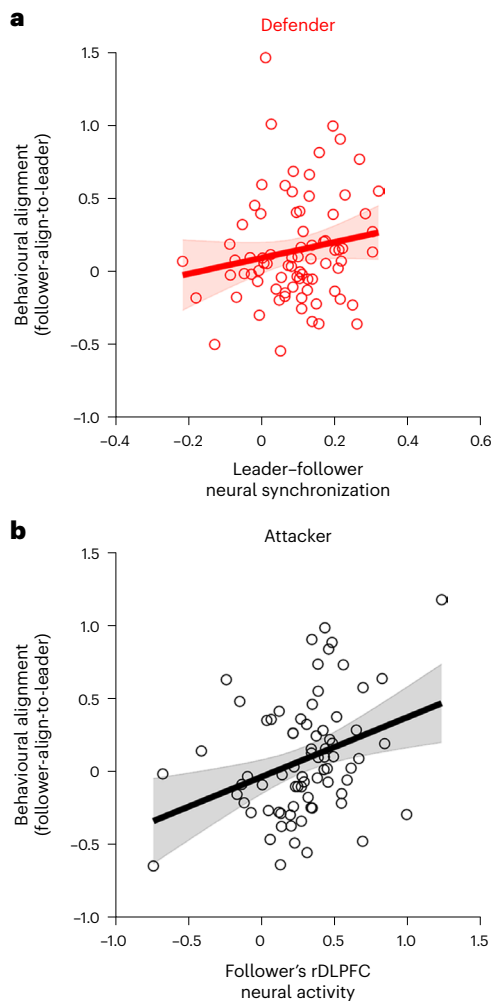 a
Defender
1.5
1.0
0.5
0
−0.5
−1.0
Behavioural alignment
(follower-align-to-leader)
−0.4 −0.2 0 0.2 0.4 0.6
Leader–follower
neural synchronization
b
Attacker
1.5
1.0
0.5
0
−0.5
−1.0
Behavioural alignment
(follower-align-to-leader)
−1.0 −0.5 0 0.5 1.0 1.5
Follower's rDLPFC
neural activity